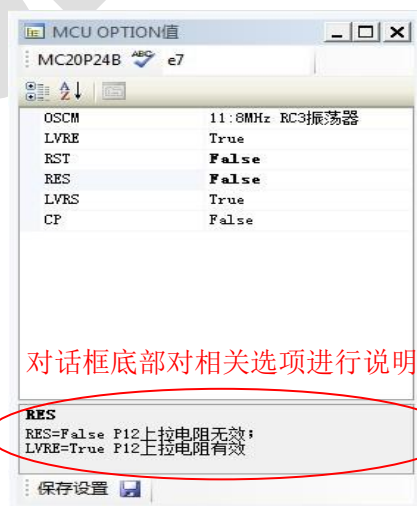 MCU OPTION值
MC20P24B ABC e7
OSCM 11:8MHz RC3振荡器
LVRE True
RST False
RES False
LVRS True
CP False
对话框底部对相关选项进行说明
RES
RES=False P12上拉电阻无效;
LVRE=True P12上拉电阻有效
保存设置